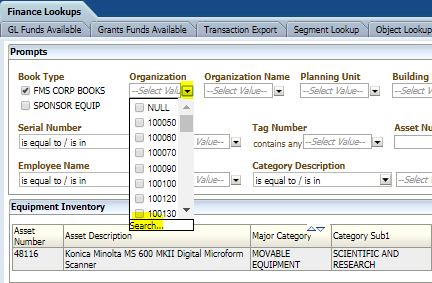 Finance Lookups
GL Funds Available Grants Funds Available Transaction Export Segment Lookup Object Lookup
Prompts
Book Type Organization Organization Name Planning Unit Building
FMS CORP BOOKS --Select Valu --Select Value-- --Select Value-- --Select
SPONSOR EQUIP NULL
100050
Serial Number 100060 Tag Number Asset Nu
is equal to / is in 100070 Value-- contains any --Select Value-- is equal
100090
Employee Name 100100 Category Description
is equal to / is in 100110 Value-- is equal to / is in --Select
100120
100130
Equipment Inventory Search...
Asset Number Asset Description Major Category Category Sub1
48116 Konica Minolta MS 600 MKII Digital Microform Scanner MOVABLE EQUIPMENT SCIENTIFIC AND RESEARCH